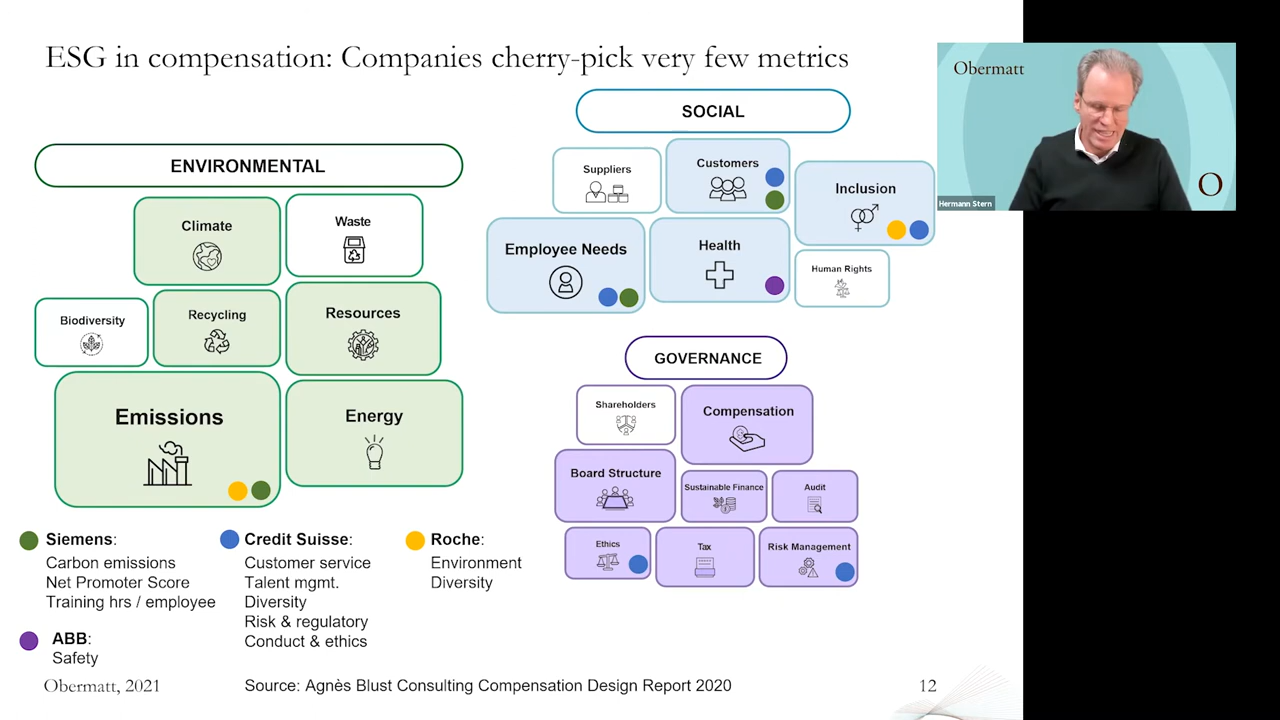 ESG in compensation: Companies cherry-pick very few metrics
ENVIRONMENTAL
Climate
Waste
Biodiversity
Recycling
Resources
Emissions
Energy
SOCIAL
Suppliers
Customers
Inclusion
Employee Needs
Health
Human Rights
GOVERNANCE
Shareholders
Compensation
Board Structure
Sustainable Finance
Audit
Ethics
Tax
Risk Management
Siemens:
Carbon emissions
Net Promoter Score
Training hrs / employee
ABB:
Safety
Credit Suisse:
Customer service
Talent mgmt.
Diversity
Risk & regulatory
Conduct & ethics
Roche:
Environment
Diversity
Obermatt, 2021
Source: Agnès Blust Consulting Compensation Design Report 2020
12
Obermatt
O
Hermann Stern